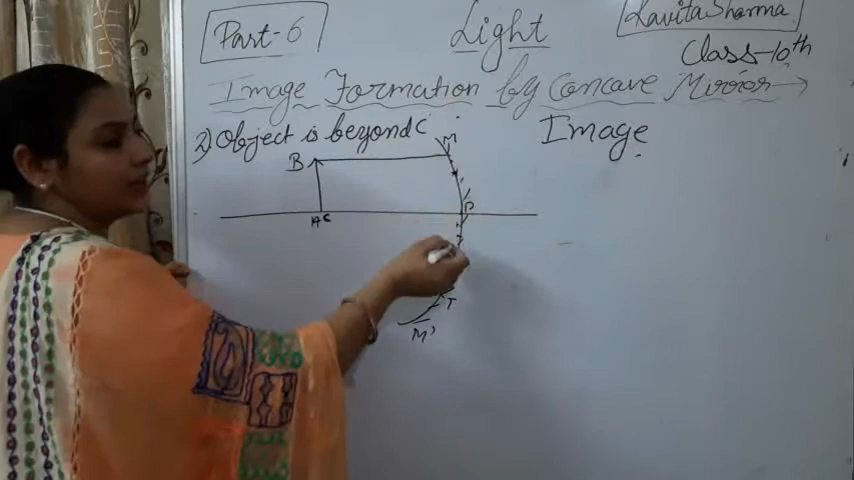 Part-6
Light
Kavita Sharma
Class-10th
Image Formation by Concave Mirror →
2) Object is beyond C
Image
M
B
P
A C
M'